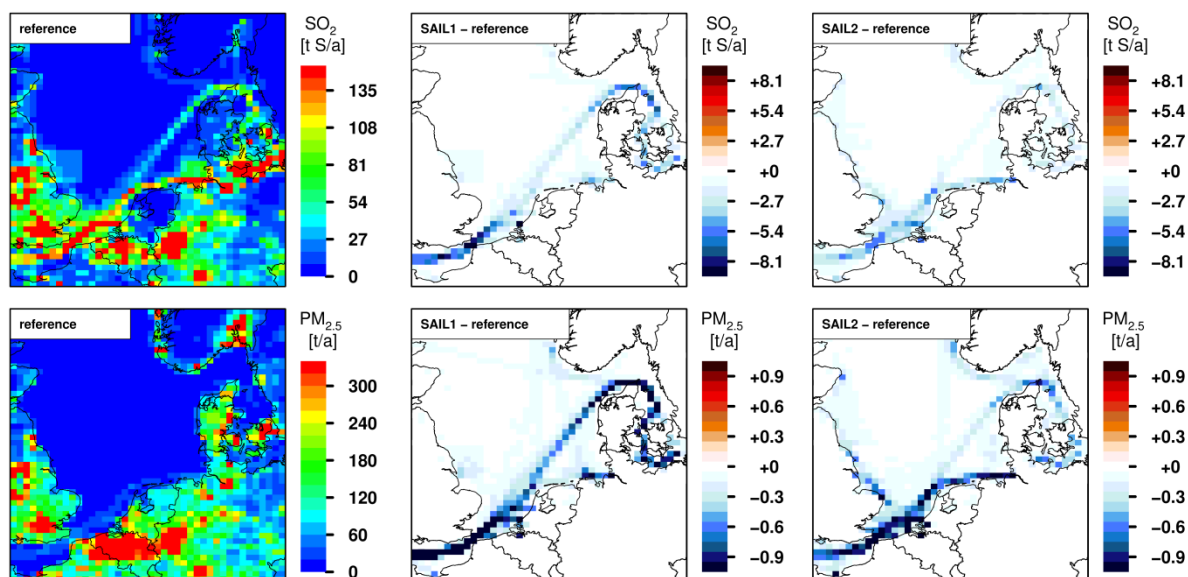 reference
SO2
[t S/a]
135
108
81
54
27
0
SAIL1 – reference
SO2
[t S/a]
+8.1
+5.4
+2.7
+0
−2.7
−5.4
−8.1
SAIL2 – reference
SO2
[t S/a]
+8.1
+5.4
+2.7
+0
−2.7
−5.4
−8.1
reference
PM2.5
[t/a]
300
240
180
120
60
0
SAIL1 – reference
PM2.5
[t/a]
+0.9
+0.6
+0.3
+0
−0.3
−0.6
−0.9
SAIL2 – reference
PM2.5
[t/a]
+0.9
+0.6
+0.3
+0
−0.3
−0.6
−0.9